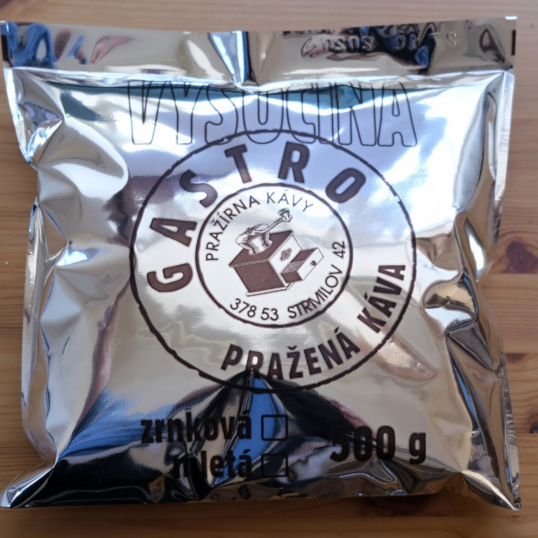 VYSOČINA
GASTRO
PRAŽÍRNA KÁVY
378 53 STRMILOV 42
PRAŽENÁ KÁVA
zrnková
mletá
500 g